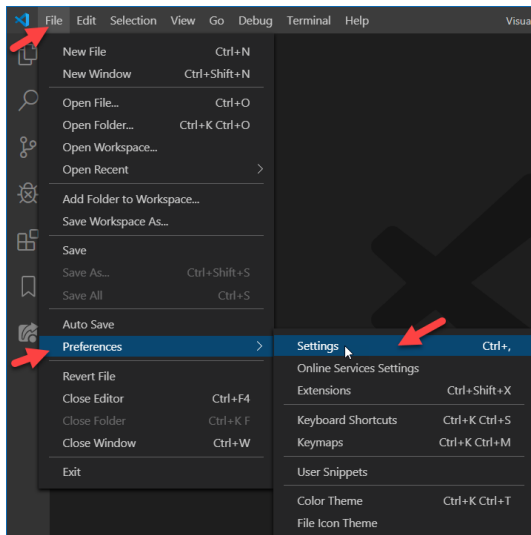 File Edit Selection View Go Debug Terminal Help Visua
New File Ctrl+N
New Window Ctrl+Shift+N
Open File... Ctrl+O
Open Folder... Ctrl+K Ctrl+O
Open Workspace...
Open Recent
Add Folder to Workspace...
Save Workspace As...
Save
Save As... Ctrl+Shift+S
Save All Ctrl+S
Auto Save
Preferences
Revert File
Close Editor Ctrl+F4
Close Folder Ctrl+K F
Close Window Ctrl+W
Exit
Settings Ctrl+,
Online Services Settings
Extensions Ctrl+Shift+X
Keyboard Shortcuts Ctrl+K Ctrl+S
Keymaps Ctrl+K Ctrl+M
User Snippets
Color Theme Ctrl+K Ctrl+T
File Icon Theme